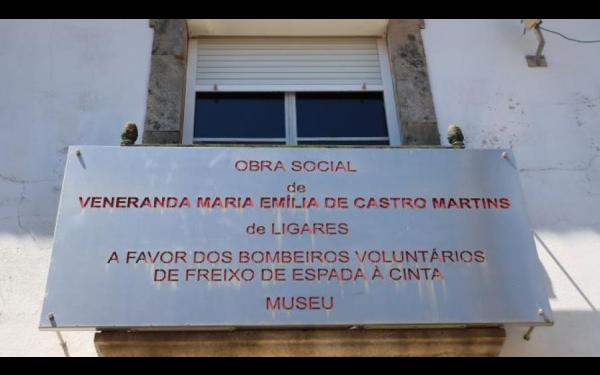 OBRA SOCIAL
de
VENERANDA MARIA EMÍLIA DE CASTRO MARTINS
de LIGARES
A FAVOR DOS BOMBEIROS VOLUNTÁRIOS
DE FREIXO DE ESPADA À CINTA
MUSEU